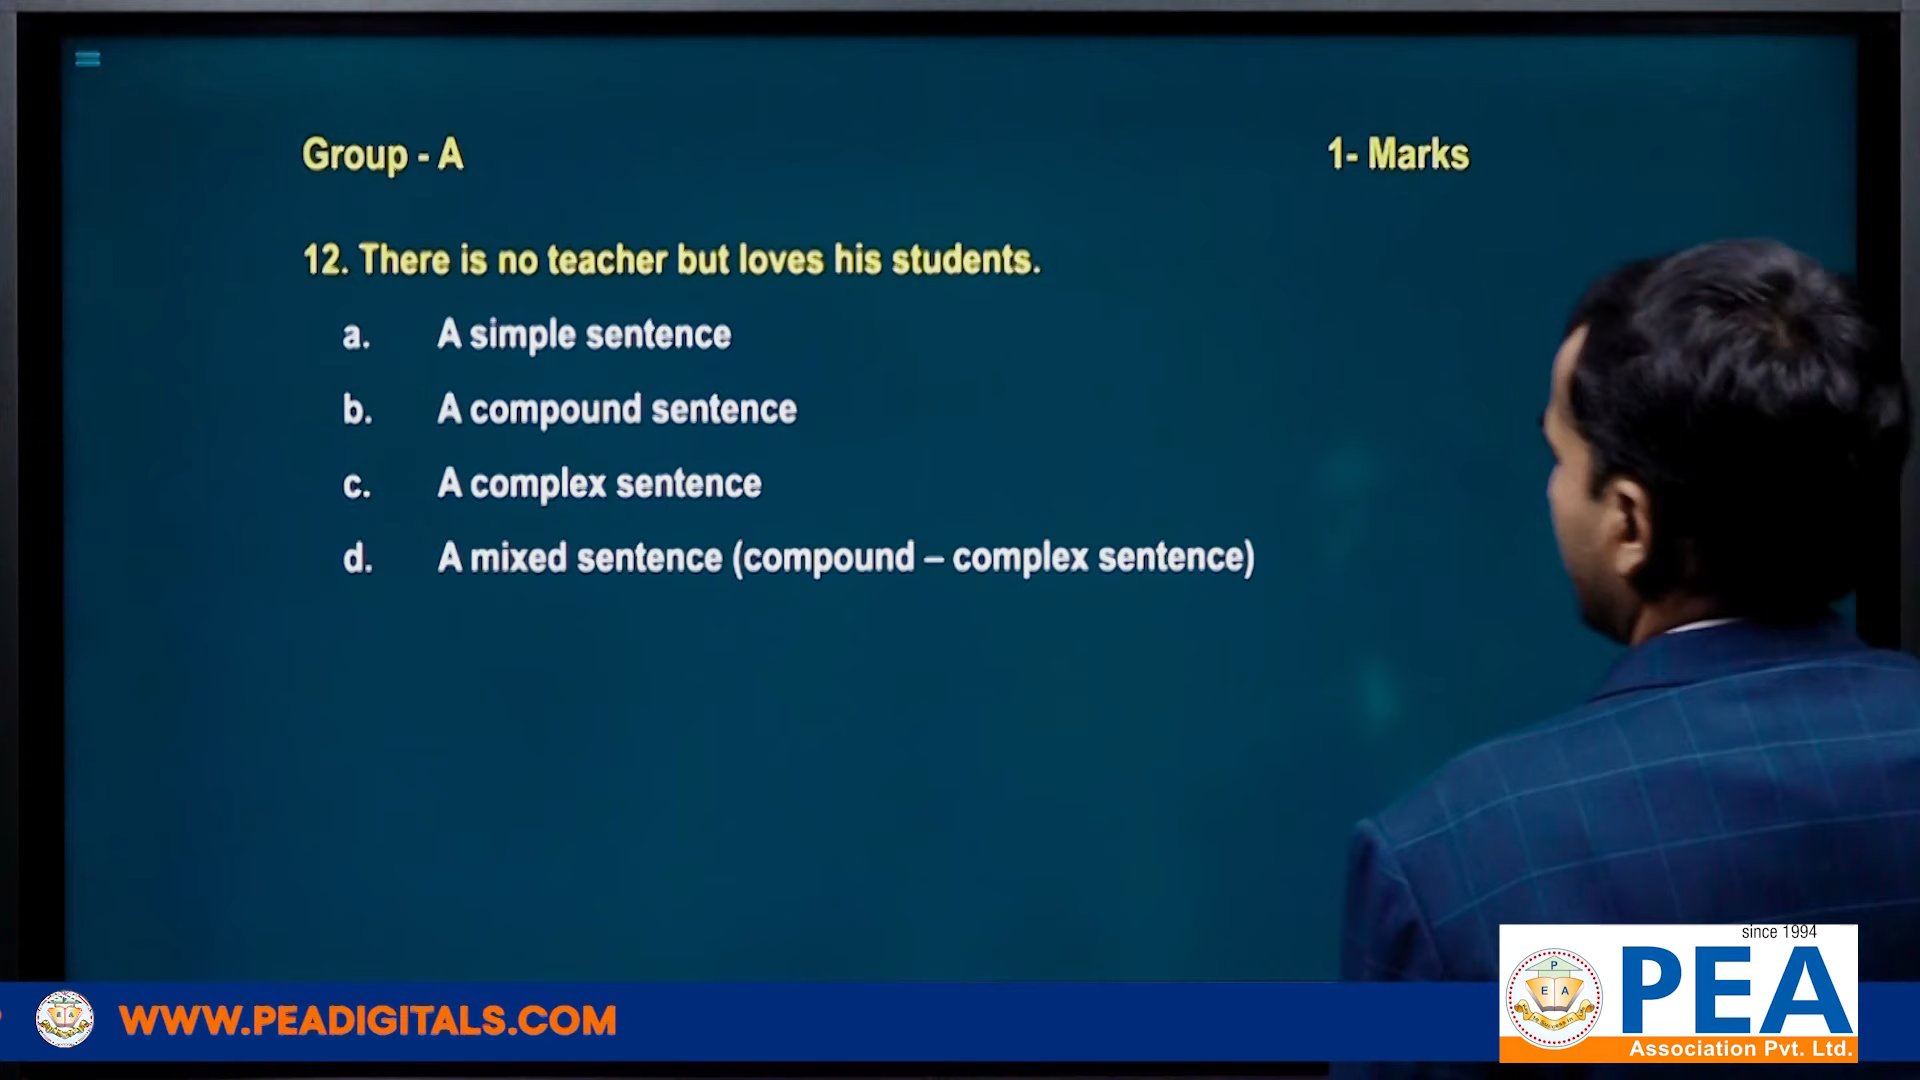 Group - A
1- Marks
12. There is no teacher but loves his students.
a. A simple sentence
b. A compound sentence
c. A complex sentence
d. A mixed sentence (compound – complex sentence)
since 1994
PEA
Association Pvt. Ltd.
WWW.PEADIGITALS.COM
P
E A